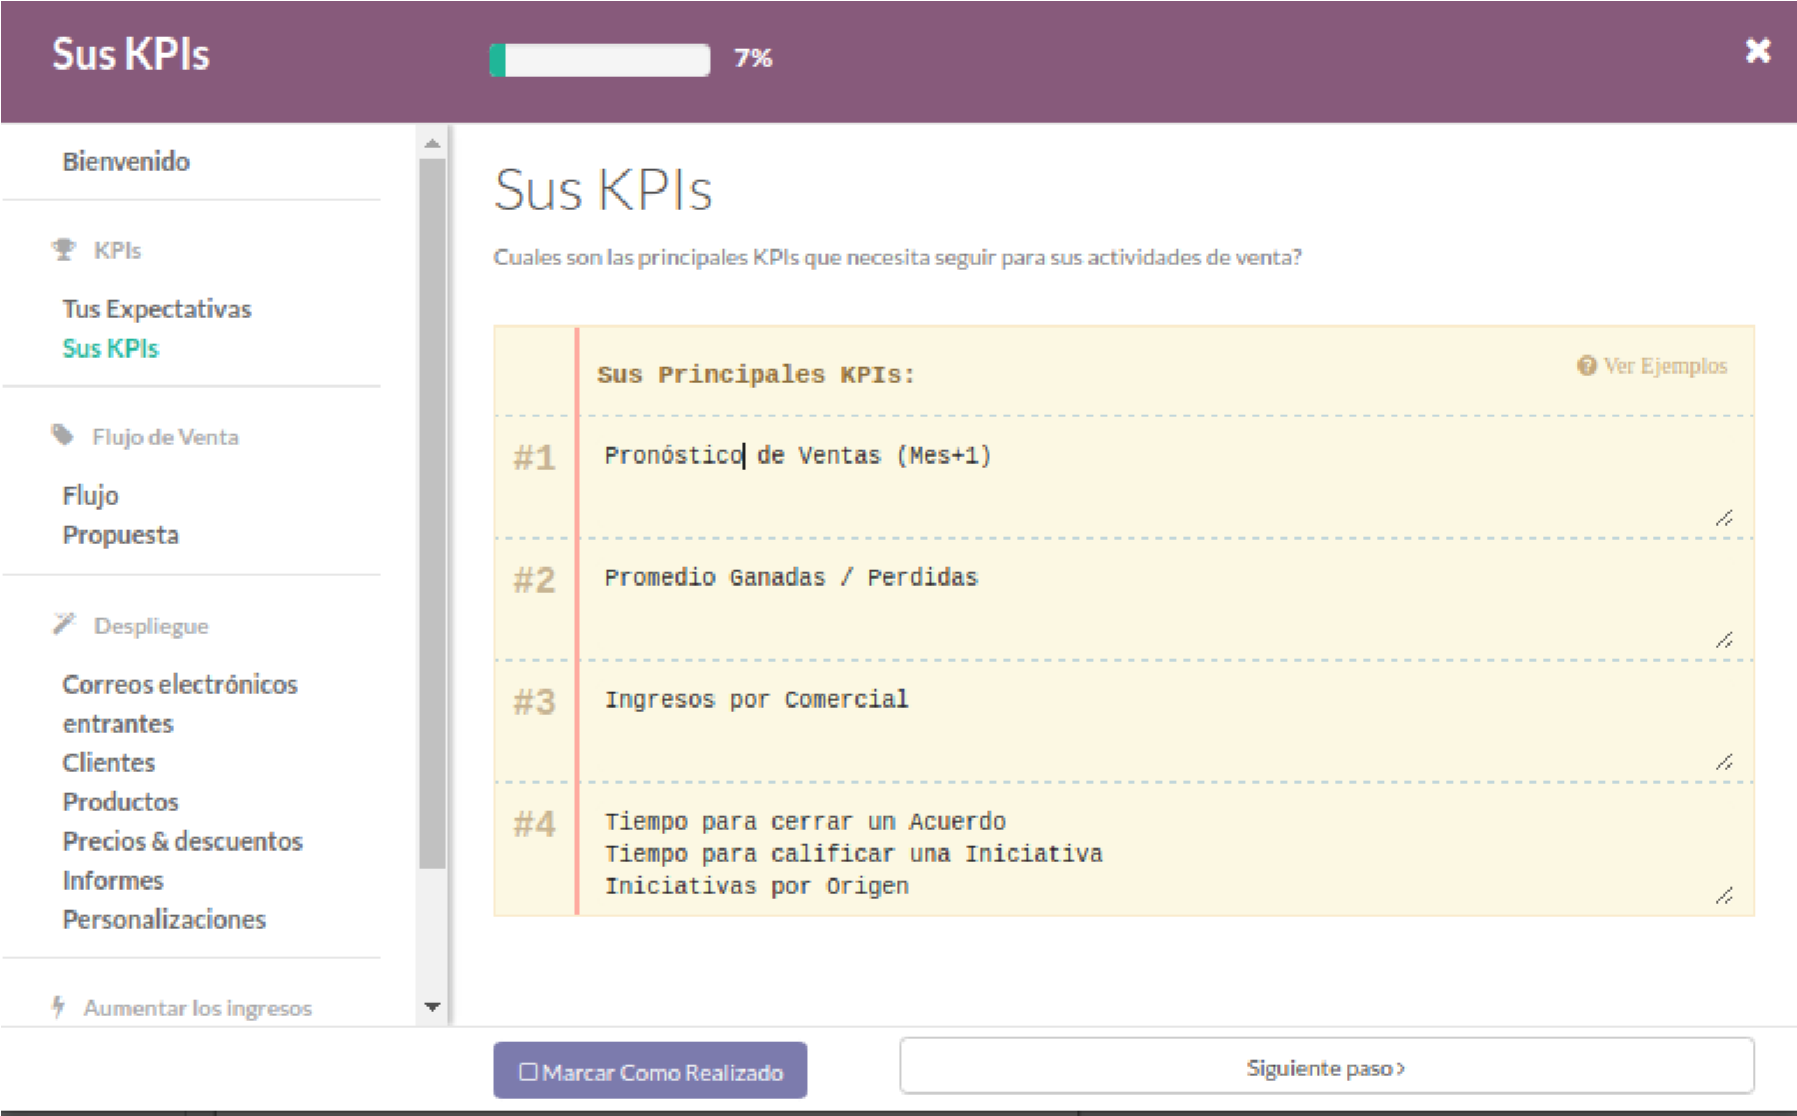 Sus KPIs
7%
Bienvenido
KPIs
Tus Expectativas
Sus KPIs
Flujo de Venta
Flujo
Propuesta
Despliegue
Correos electrónicos
entrantes
Clientes
Productos
Precios & descuentos
Informes
Personalizaciones
Aumentar los ingresos
Sus KPIs
Cuales son las principales KPIs que necesita seguir para sus actividades de venta?
Sus Principales KPIs:
Ver Ejemplos
#1 Pronóstico de Ventas (Mes+1)
#2 Promedio Ganadas / Perdidas
#3 Ingresos por Comercial
#4 Tiempo para cerrar un Acuerdo
Tiempo para calificar una Iniciativa
Iniciativas por Origen
Marcar Como Realizado
Siguiente paso >